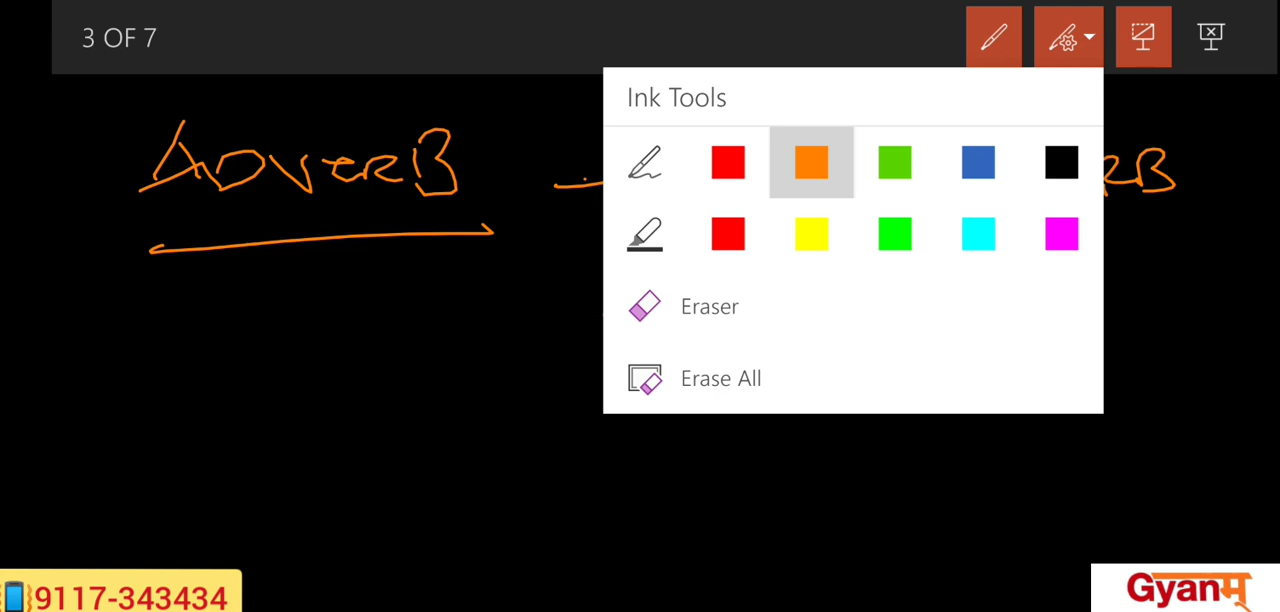 3 OF 7
Ink Tools
ADVERB
Eraser
Erase All
9117-343434
Gyanम